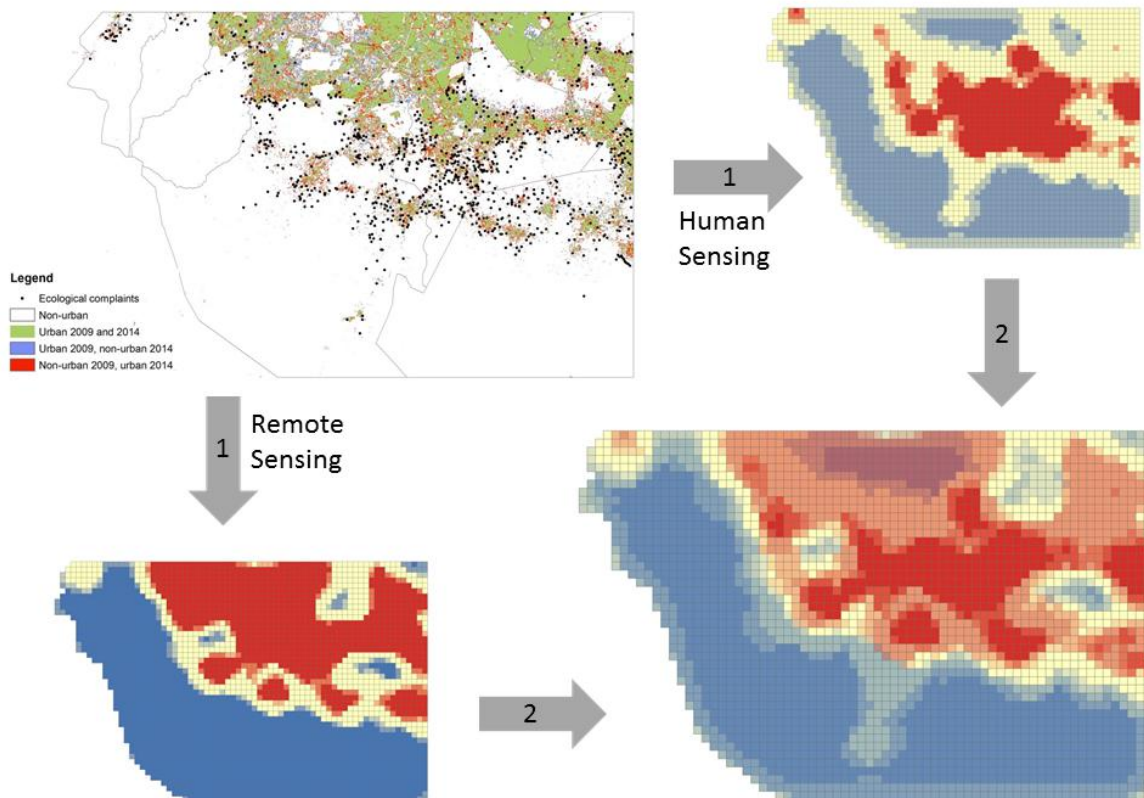 Legend
Ecological complaints
Non-urban
Urban 2009 and 2014
Urban 2009, non-urban 2014
Non-urban 2009, urban 2014
1
Human
Sensing
2
1
Remote
Sensing
2